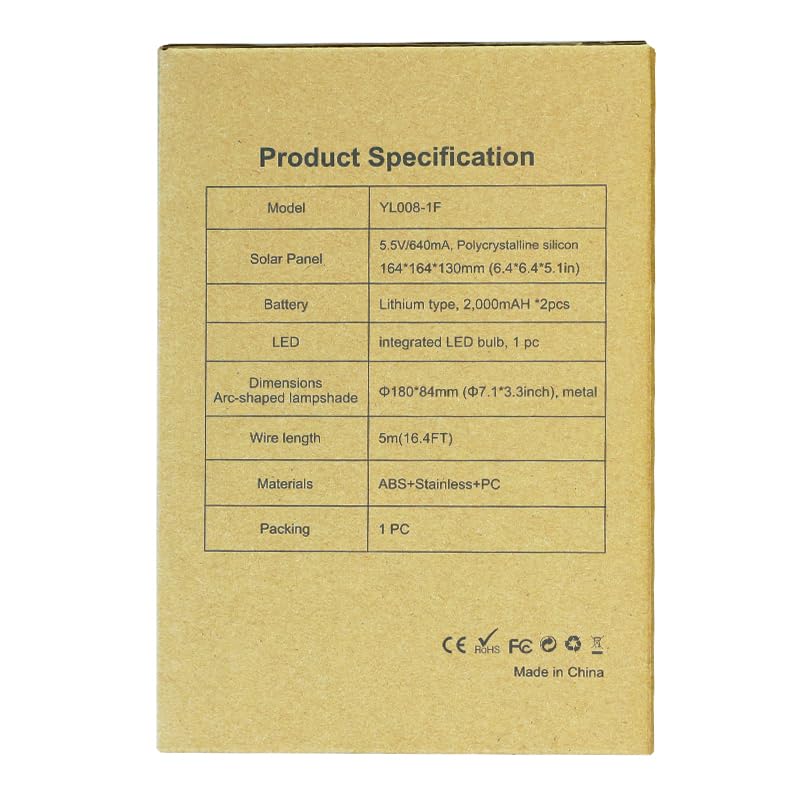 Product Specification
Model YL008-1F
Solar Panel 5.5V/640mA, Polycrystalline silicon
164*164*130mm (6.4*6.4*5.1in)
Battery Lithium type, 2,000mAH *2pcs
LED integrated LED bulb, 1 pc
Dimensions
Arc-shaped lampshade Φ180*84mm (Φ7.1*3.3inch), metal
Wire length 5m(16.4FT)
Materials ABS+Stainless+PC
Packing 1 PC
CE RoHS FC
Made in China